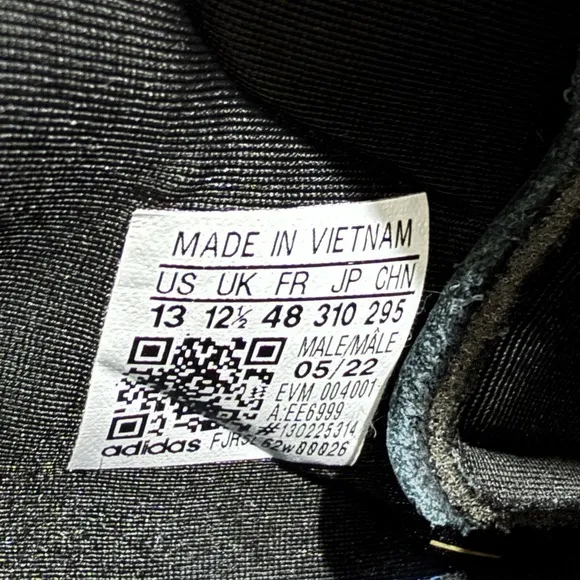 MADE IN VIETNAM
US UK FR JP CHN
13 12½ 48 310 295
MALE/MÂLE
05/22
EVM 004001
A:EE6999
#130225314
adidas